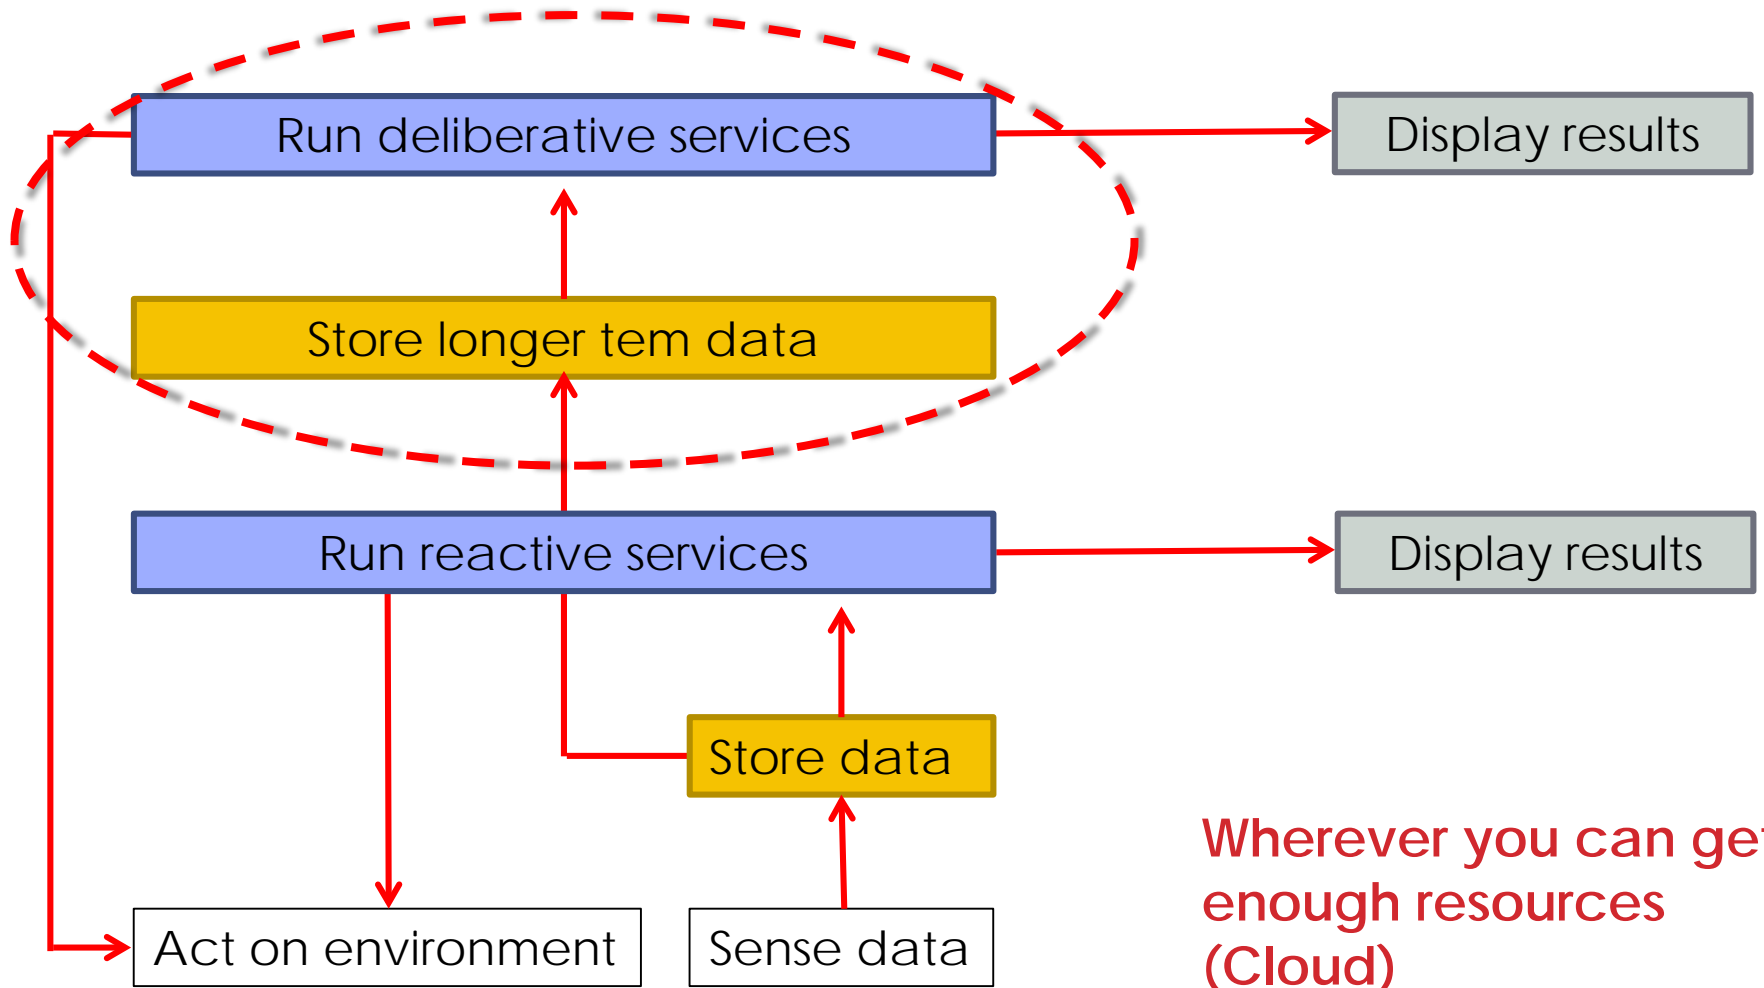 Run deliberative services
Display results
Store longer tem data
Run reactive services
Display results
Store data
Act on environment
Sense data
Wherever you can get
enough resources
(Cloud)